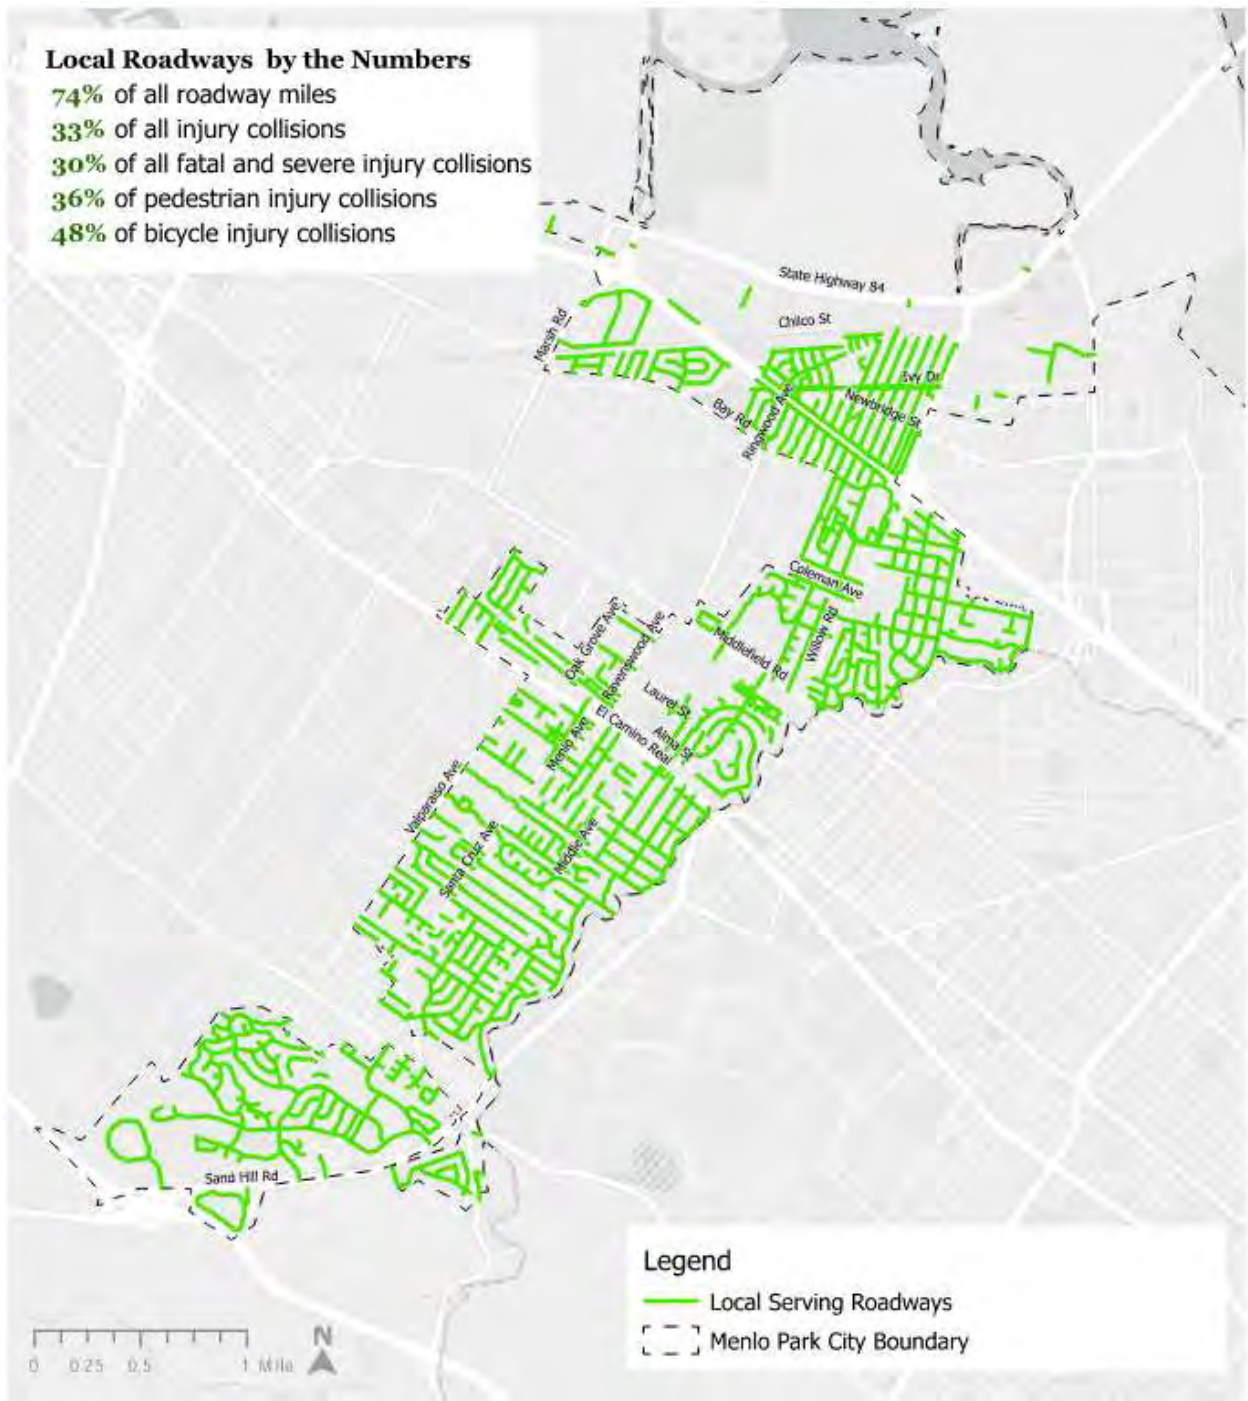 Local Roadways by the Numbers
74% of all roadway miles
33% of all injury collisions
30% of all fatal and severe injury collisions
36% of pedestrian injury collisions
48% of bicycle injury collisions
State Highway 84
Chilco St
Marsh Rd
Ivy Dr
Newbridge St
Bay Rd
Ringwood Ave
Coleman Ave
Willow Rd
Middlefield Rd
Oak Grove Ave
Ravenswood Ave
Laurel St
Alma St
El Camino Real
Menlo Ave
Valparaiso Ave
Santa Cruz Ave
Middle Ave
Sand Hill Rd
Legend
Local Serving Roadways
Menlo Park City Boundary
N
0 0.25 0.5 1 Mile